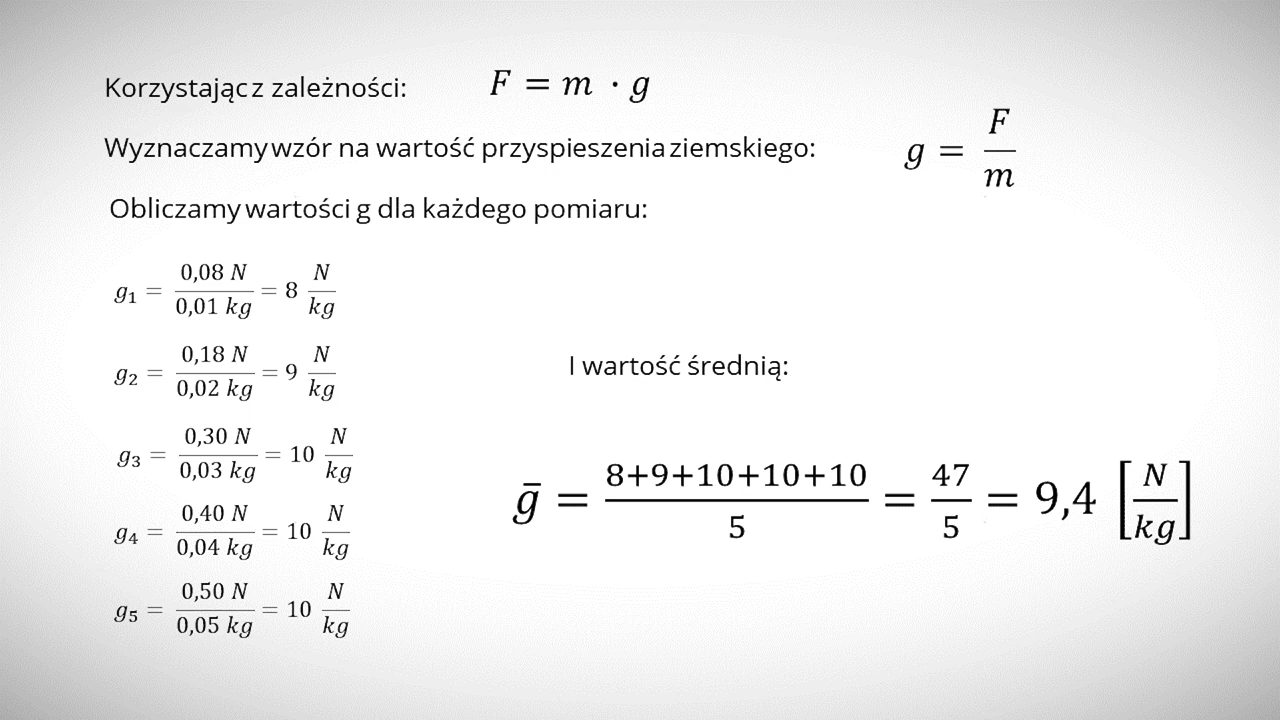 Korzystając z zależności: F = m · g
Wyznaczamy wzór na wartość przyspieszenia ziemskiego: g = F/m
Obliczamy wartości g dla każdego pomiaru:
g₁ = 0,08 N / 0,01 kg = 8 N/kg
g₂ = 0,18 N / 0,02 kg = 9 N/kg
g₃ = 0,30 N / 0,03 kg = 10 N/kg
g₄ = 0,40 N / 0,04 kg = 10 N/kg
g₅ = 0,50 N / 0,05 kg = 10 N/kg
I wartość średnią:
ḡ = 8+9+10+10+10 / 5 = 47/5 = 9,4 [N/kg]